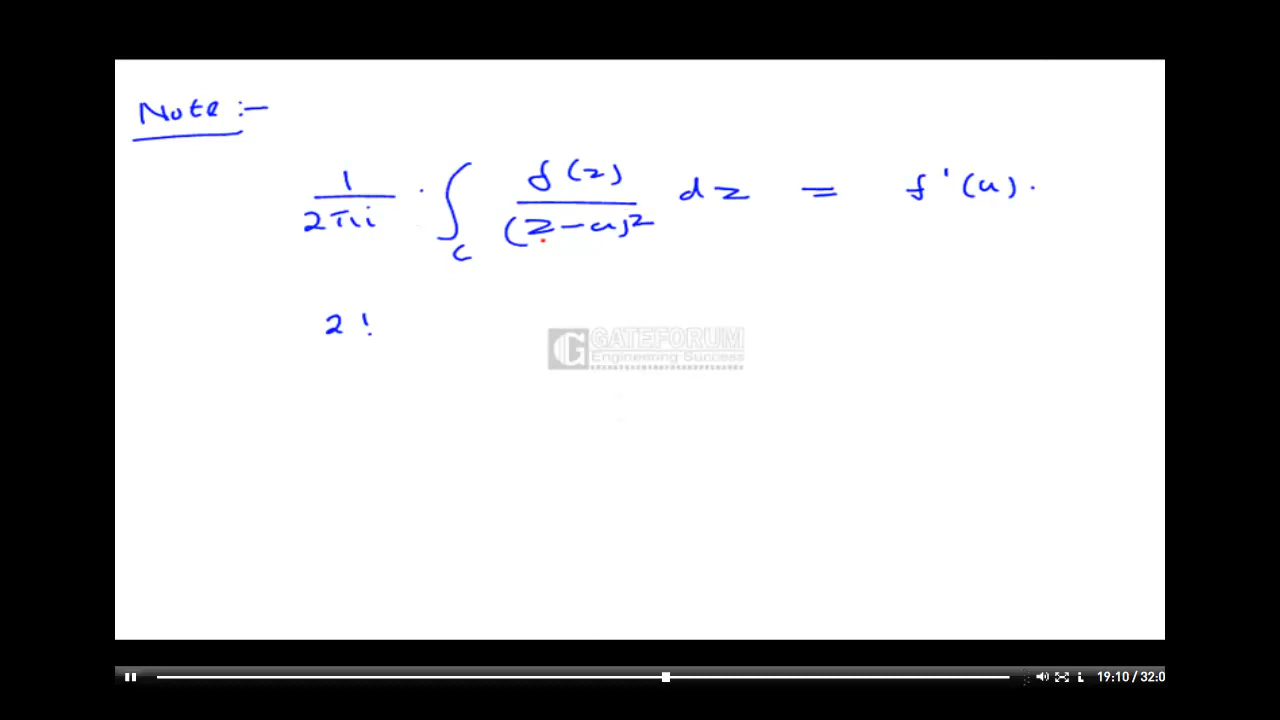 Note :-
1/2πi · ∫_C f(z)/(z-a)² dz = f'(a).
2!
GATEFORUM
Engineering Success
19:10 / 32:0